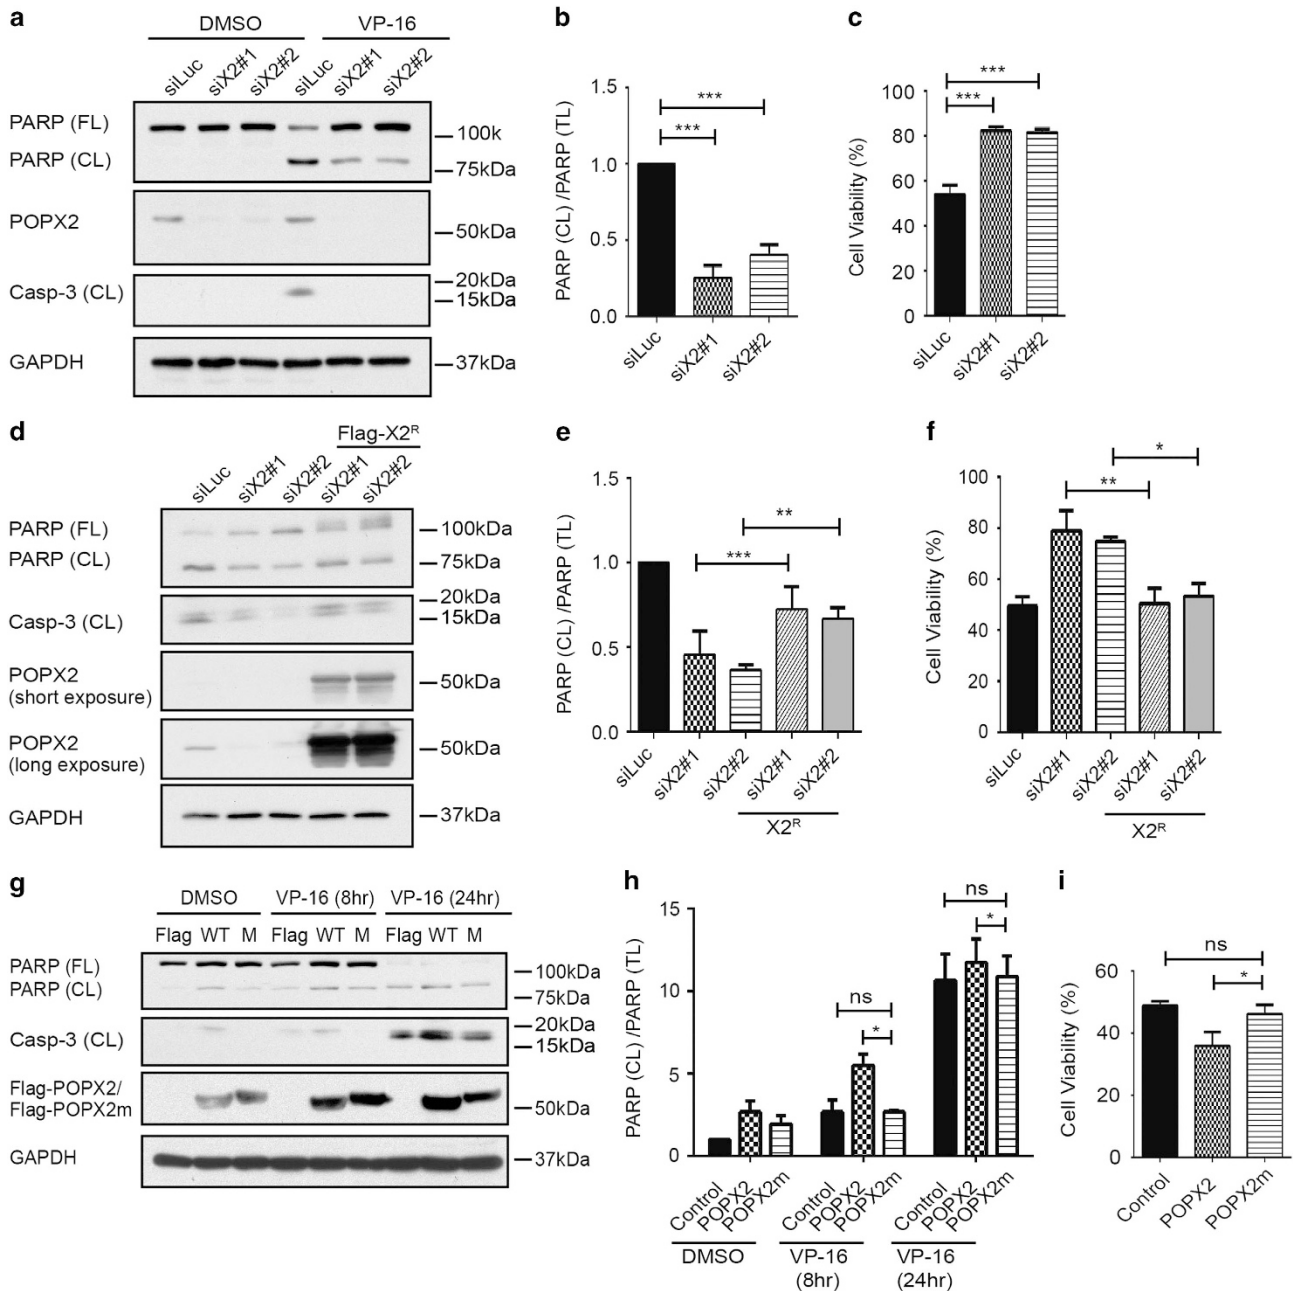 a
DMSO VP-16
siLuc siX2#1 siX2#2 siLuc siX2#1 siX2#2
PARP (FL)
100k
PARP (CL)
75kDa
POPX2
50kDa
Casp-3 (CL)
20kDa
15kDa
GAPDH
37kDa
b
PARP (CL) /PARP (TL)
1.5
1.0
0.5
0.0
***
***
siLuc siX2#1 siX2#2
c
Cell Viability (%)
100
80
60
40
20
0
***
***
siLuc siX2#1 siX2#2
d
Flag-X2R
siLuc siX2#1 siX2#2 siX2#1 siX2#2
PARP (FL)
100kDa
PARP (CL)
75kDa
Casp-3 (CL)
20kDa
15kDa
POPX2
(short exposure)
50kDa
POPX2
(long exposure)
50kDa
GAPDH
37kDa
e
PARP (CL) /PARP (TL)
1.5
1.0
0.5
0.0
**
***
siLuc siX2#1 siX2#2 siX2#1 siX2#2
X2R
f
Cell Viability (%)
100
80
60
40
20
0
*
**
siLuc siX2#1 siX2#2 siX2#1 siX2#2
X2R
g
DMSO VP-16 (8hr) VP-16 (24hr)
Flag WT M Flag WT M Flag WT M
PARP (FL)
100kDa
PARP (CL)
75kDa
Casp-3 (CL)
20kDa
15kDa
Flag-POPX2/
Flag-POPX2m
50kDa
GAPDH
37kDa
h
PARP (CL) /PARP (TL)
15
10
5
0
ns
*
ns
*
Control POPX2 POPX2m Control POPX2 POPX2m Control POPX2 POPX2m
DMSO VP-16 VP-16
(8hr) (24hr)
i
Cell Viability (%)
60
40
20
0
ns
*
Control POPX2 POPX2m